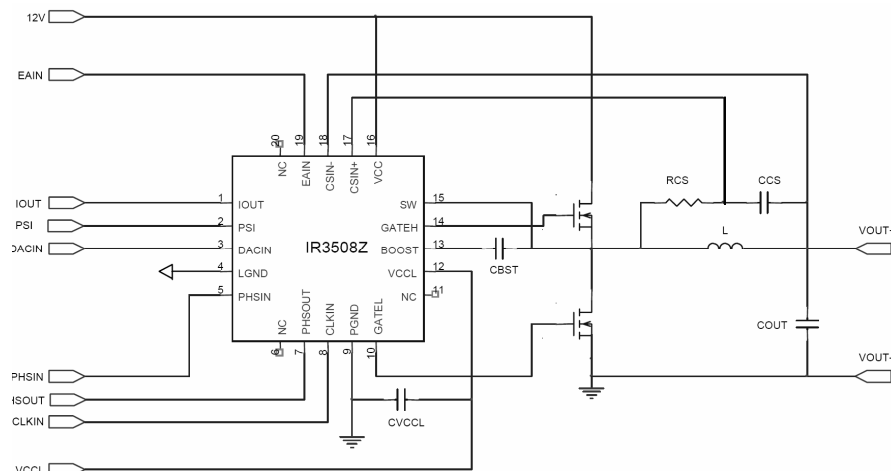 12V
EAIN
20
19
18
17
16
NC
EAIN
CSIN-
CSIN+
VCC
RCS
CCS
IOUT
1
IOUT
SW
15
PSI
2
PSI
GATEH
14
DACIN
3
DACIN
IR3508Z
BOOST
13
CBST
L
VOUT+
4
LGND
VCCL
12
5
PHSIN
NC
11
NC
PHSOUT
CLKIN
PGND
GATEL
6
7
8
9
10
COUT
VOUT-
PHSIN
HSOUT
CLKIN
CVCCL
VCCL